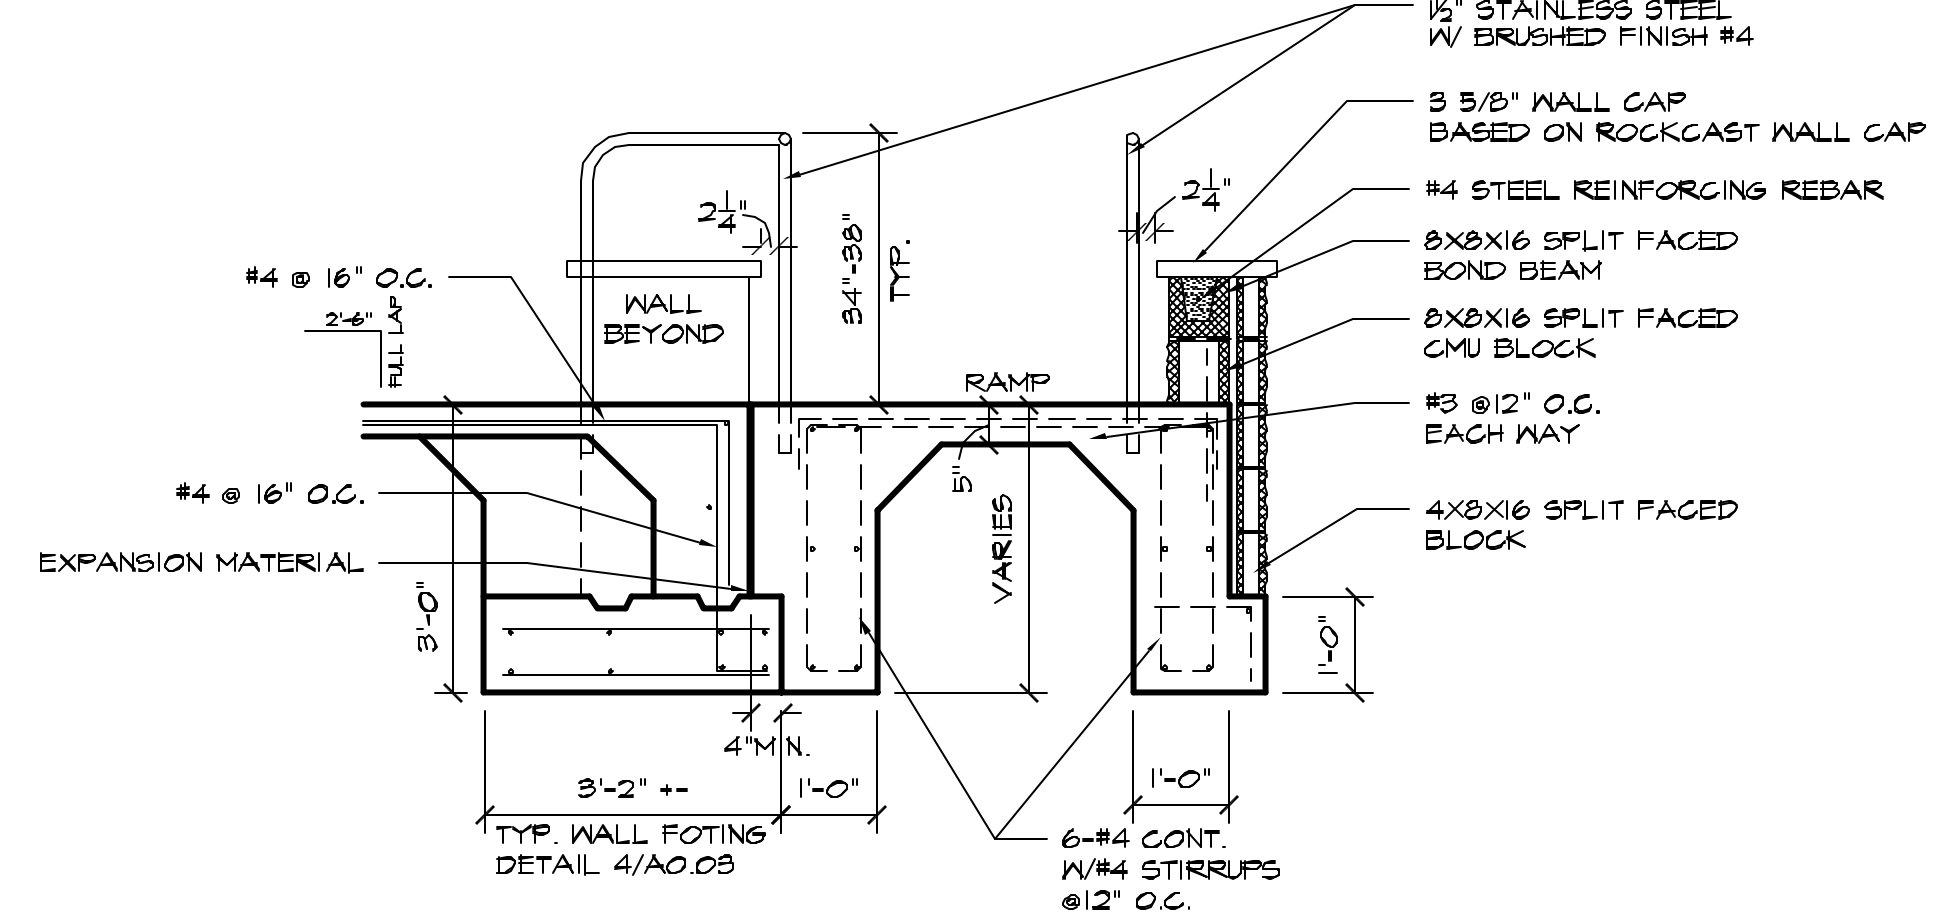 1½" STAINLESS STEEL
W/ BRUSHED FINISH #4
3 5/8" WALL CAP
BASED ON ROCKCAST WALL CAP
#4 STEEL REINFORCING REBAR
8X8X16 SPLIT FACED
BOND BEAM
8X8X16 SPLIT FACED
CMU BLOCK
#3 @12" O.C.
EACH WAY
4X8X16 SPLIT FACED
BLOCK
2 1/4"
2 1/4"
34"-38"
TYP.
#4 @ 16" O.C.
2'-6"
FULL LAP
WALL
BEYOND
RAMP
5"
VARIES
#4 @ 16" O.C.
EXPANSION MATERIAL
3'-0"
1'-0"
4"MIN.
3'-2" +-
1'-0"
1'-0"
TYP. WALL FOTING
DETAIL 4/A0.03
6-#4 CONT.
W/#4 STIRRUPS
@12" O.C.